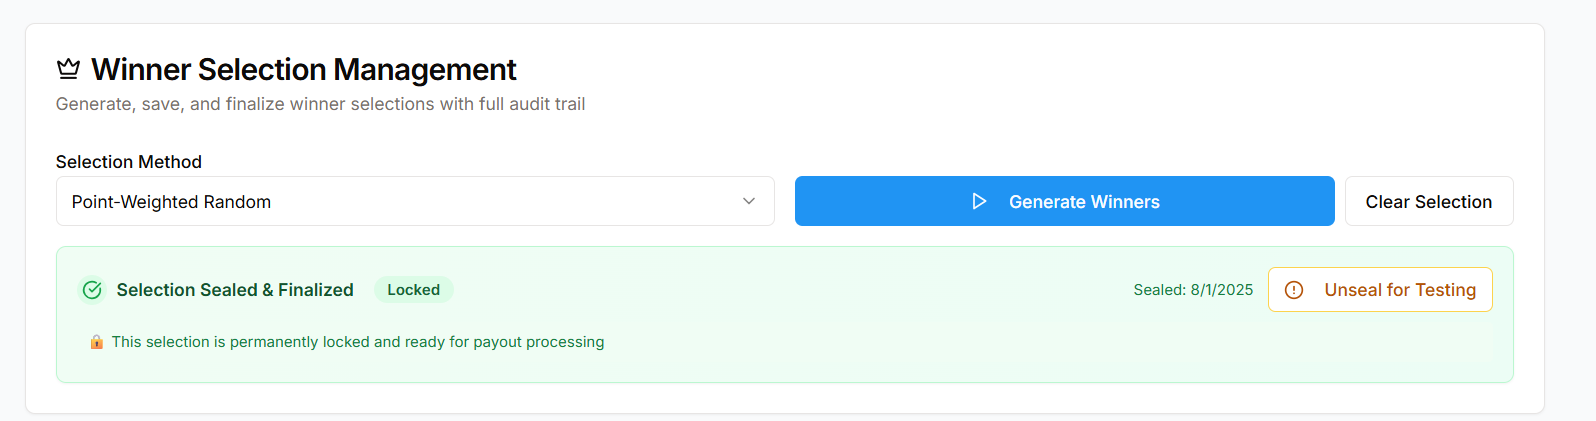 Winner Selection Management
Generate, save, and finalize winner selections with full audit trail
Selection Method
Point-Weighted Random
Generate Winners
Clear Selection
Selection Sealed & Finalized
Locked
Sealed: 8/1/2025
Unseal for Testing
This selection is permanently locked and ready for payout processing